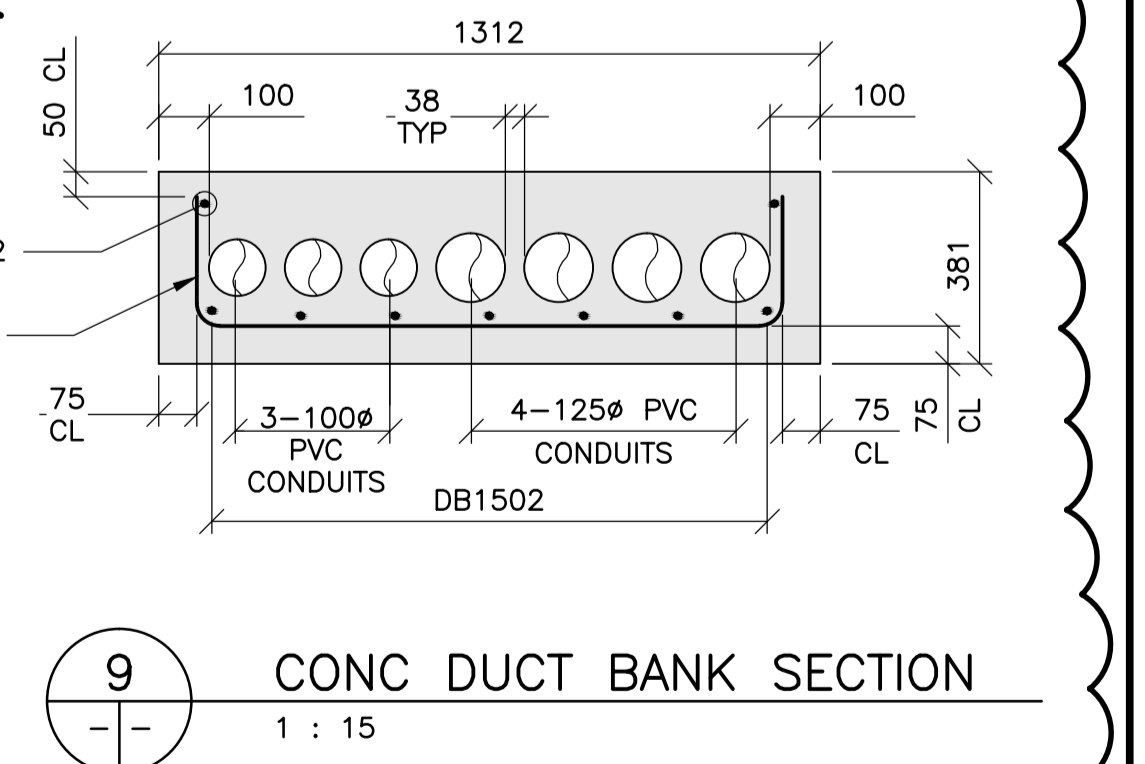 1312
50 CL
100
38
TYP
100
2
381
75
CL
3-100ø
PVC
CONDUITS
4-125ø PVC
CONDUITS
75
CL
75
CL
DB1502
9
CONC DUCT BANK SECTION
- -
1 : 15